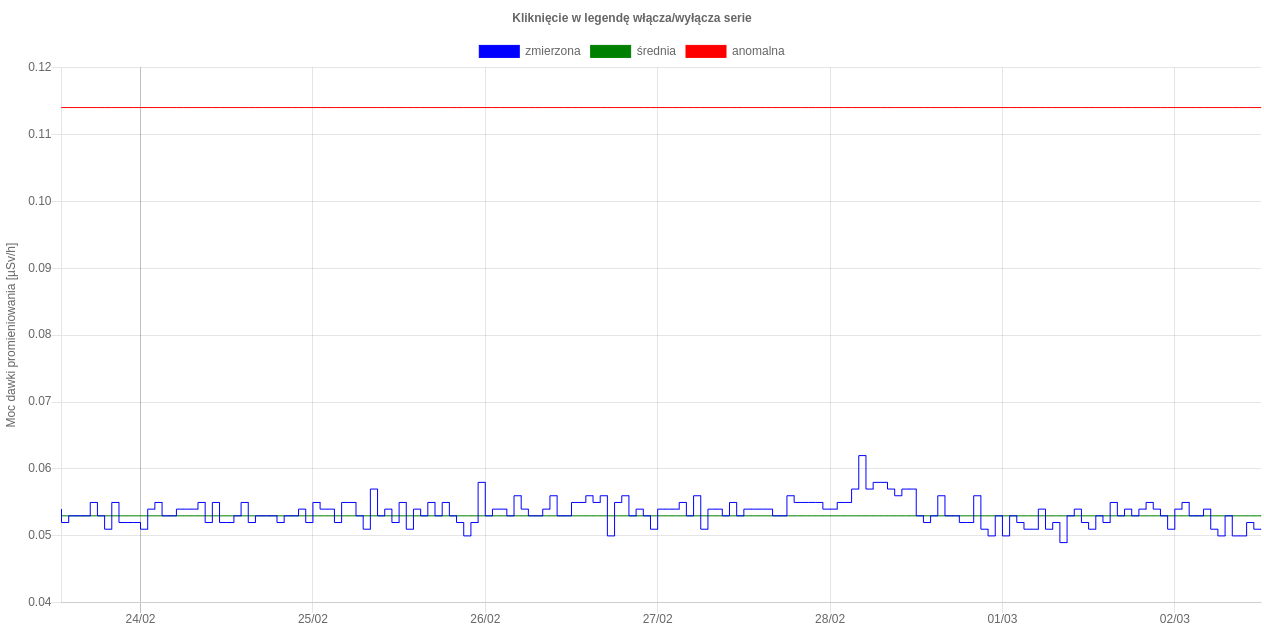 Kliknięcie w legendę włącza/wyłącza serie
zmierzona średnia anomalna
0.12
0.11
0.10
0.09
0.08
0.07
0.06
0.05
0.04
Moc dawki promieniowania [µSv/h]
24/02 25/02 26/02 27/02 28/02 01/03 02/03